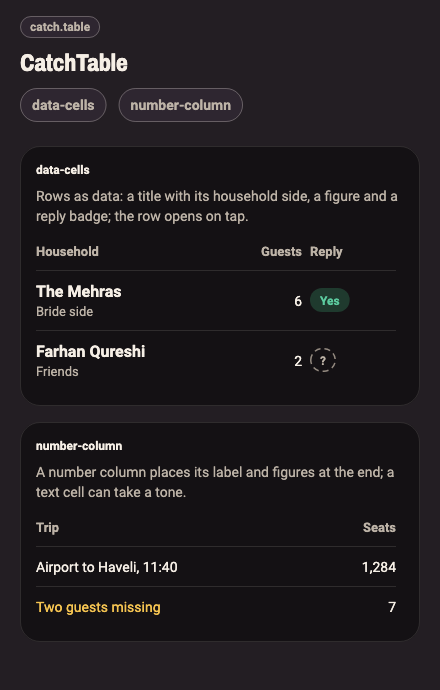 catch.table
CatchTable
data-cells number-column
data-cells
Rows as data: a title with its household side, a figure and a
reply badge; the row opens on tap.
Household Guests Reply
The Mehras
Bride side
6 Yes
Farhan Qureshi
Friends
2 ?
number-column
A number column places its label and figures at the end; a
text cell can take a tone.
Trip Seats
Airport to Haveli, 11:40 1,284
Two guests missing 7